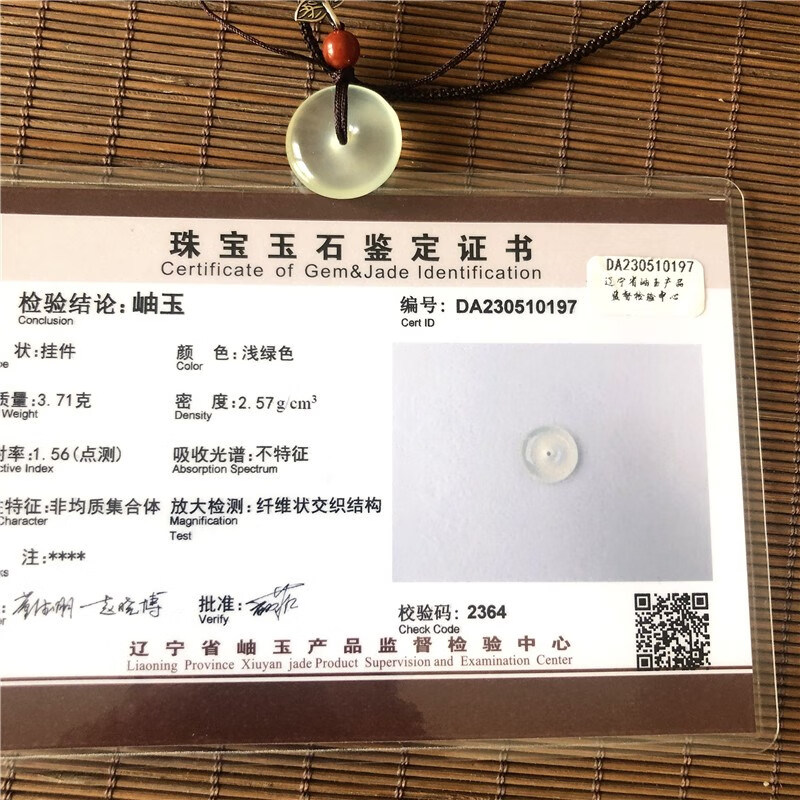 珠宝玉石鉴定证书
Certificate of Gem&Jade Identification
DA230510197
辽宁省岫玉产品
监督检验中心
检验结论:岫玉
Conclusion
编号: DA230510197
Cert ID
状:挂件
颜 色:浅绿色
Color
质量:3.71克
Weight
密 度:2.57g/cm³
Density
射率:1.56(点测)
ctive Index
吸收光谱:不特征
Absorption Spectrum
特征:非均质集合体
Character
放大检测:纤维状交织结构
Magnification
Test
注:****
ks
批准:
Verify
校验码: 2364
Check Code
辽宁省岫玉产品监督检验中心
Liaoning Province Xiuyan jade Product Supervision and Examination Center